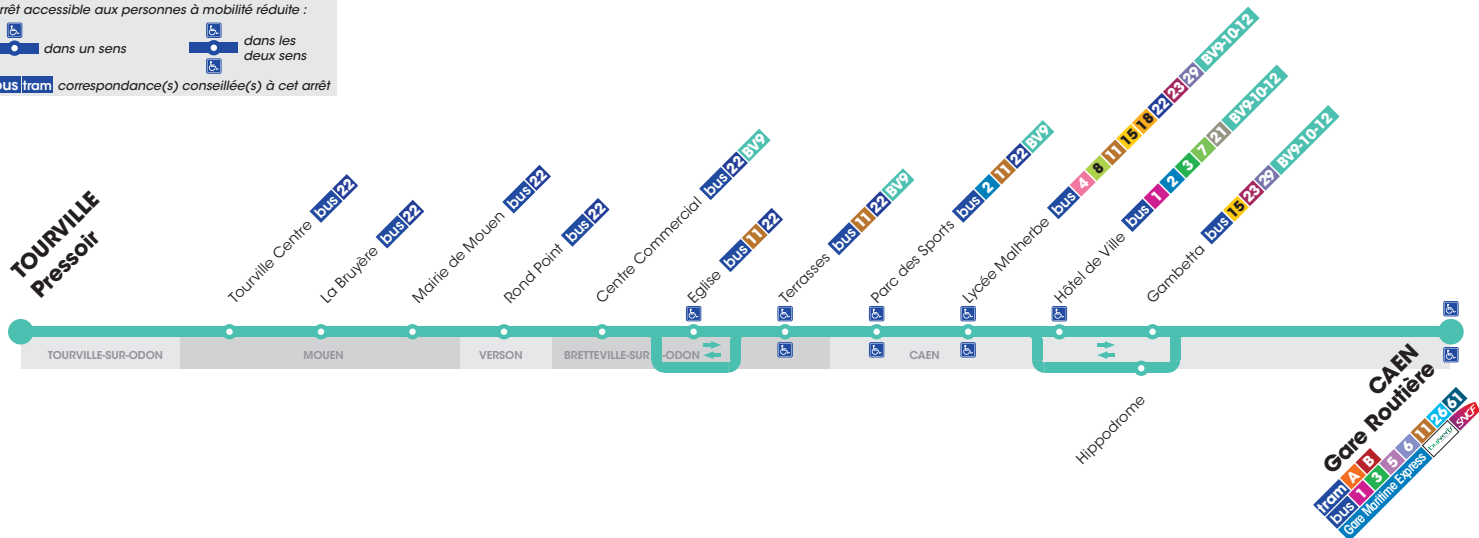 rrêt accessible aux personnes à mobilité réduite :
dans un sens
dans les
deux sens
bus tram correspondance(s) conseillée(s) à cet arrêt
TOURVILLE
Pressoir
Tourville Centre bus 22
La Bruyère bus 22
Mairie de Mouen bus 22
Rond Point bus 22
Centre Commercial bus 22 BV9
Eglise bus 11 22
Terrasses bus 11 22 BV9
Parc des Sports bus 2 11 22 BV9
Lycée Malherbe bus 4 8 11 15 18 22 23 29 BV9-10-12
Hôtel de Ville bus 1 2 3 7 21 BV9-10-12
Gambetta bus 15 23 29 BV9-10-12
TOURVILLE-SUR-ODON
MOUEN
VERSON
BRETTEVILLE-SUR-ODON
CAEN
Hippodrome
CAEN
Gare Routière
tram A B
bus 1 3 5 6 11 26 61
Gare Maritime Express
SNCF